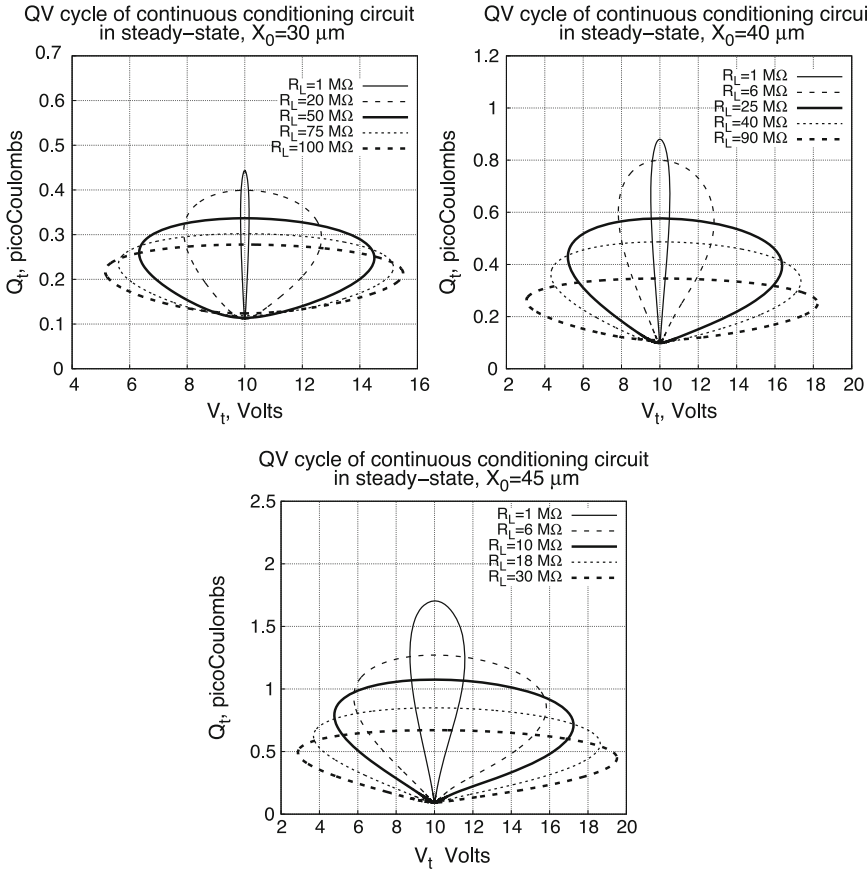 QV cycle of continuous conditioning circuit
in steady-state, X0=30 μm
0.7
0.6
0.5
0.4
0.3
0.2
0.1
0
Qt, picoCoulombs
RL=1 MΩ
RL=20 MΩ
RL=50 MΩ
RL=75 MΩ
RL=100 MΩ
4 6 8 10 12 14 16
Vt, Volts
QV cycle of continuous conditioning circui
in steady-state, X0=40 μm
1.2
1
0.8
0.6
0.4
0.2
0
Qt, picoCoulombs
RL=1 MΩ
RL=6 MΩ
RL=25 MΩ
RL=40 MΩ
RL=90 MΩ
2 4 6 8 10 12 14 16 18 20
Vt, Volts
QV cycle of continuous conditioning circuit
in steady-state, X0=45 μm
2.5
2
1.5
1
0.5
0
Qt, picoCoulombs
RL=1 MΩ
RL=6 MΩ
RL=10 MΩ
RL=18 MΩ
RL=30 MΩ
2 4 6 8 10 12 14 16 18 20
Vt Volts